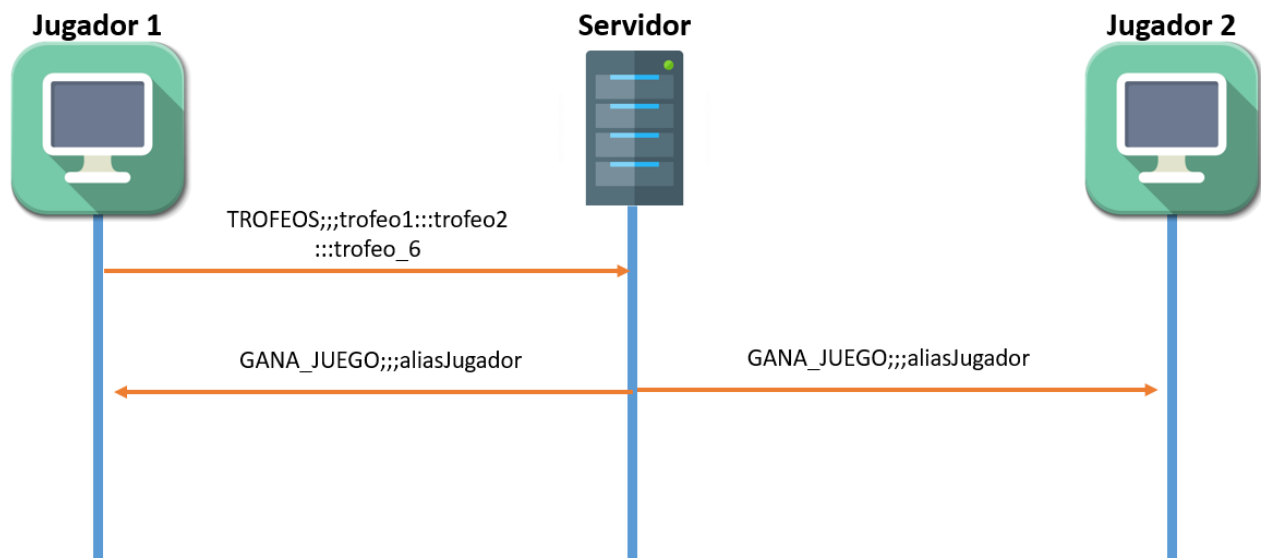 Jugador 1
Servidor
Jugador 2
TROFEOS;;;trofeo1:::trofeo2
:::trofeo_6
GANA_JUEGO;;;aliasJugador
GANA_JUEGO;;;aliasJugador